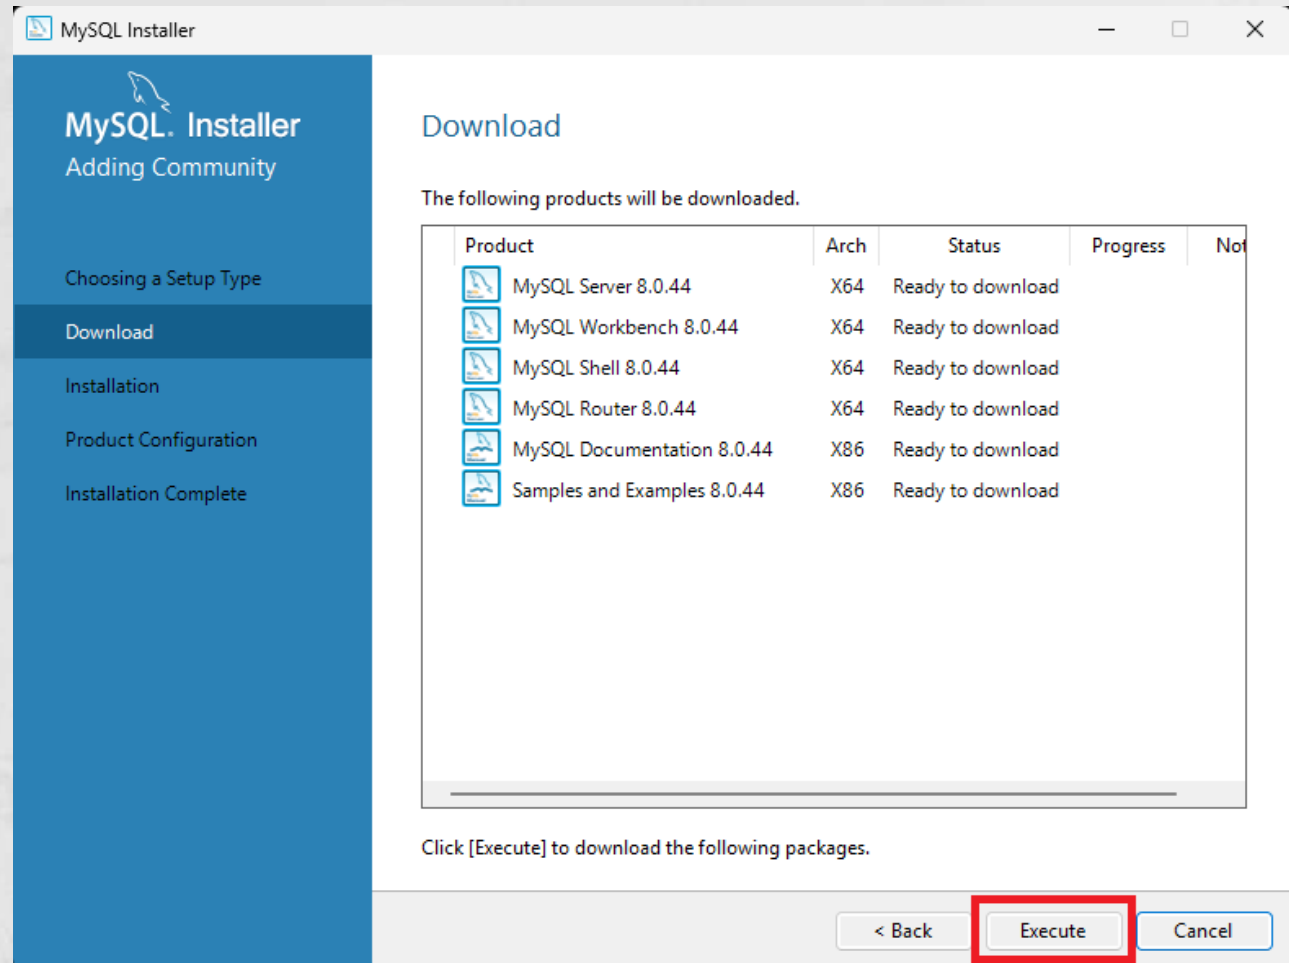 MySQL Installer
MySQL. Installer
Adding Community
Choosing a Setup Type
Download
Installation
Product Configuration
Installation Complete
Download
The following products will be downloaded.
Product Arch Status Progress Not
MySQL Server 8.0.44 X64 Ready to download
MySQL Workbench 8.0.44 X64 Ready to download
MySQL Shell 8.0.44 X64 Ready to download
MySQL Router 8.0.44 X64 Ready to download
MySQL Documentation 8.0.44 X86 Ready to download
Samples and Examples 8.0.44 X86 Ready to download
Click [Execute] to download the following packages.
< Back Execute Cancel